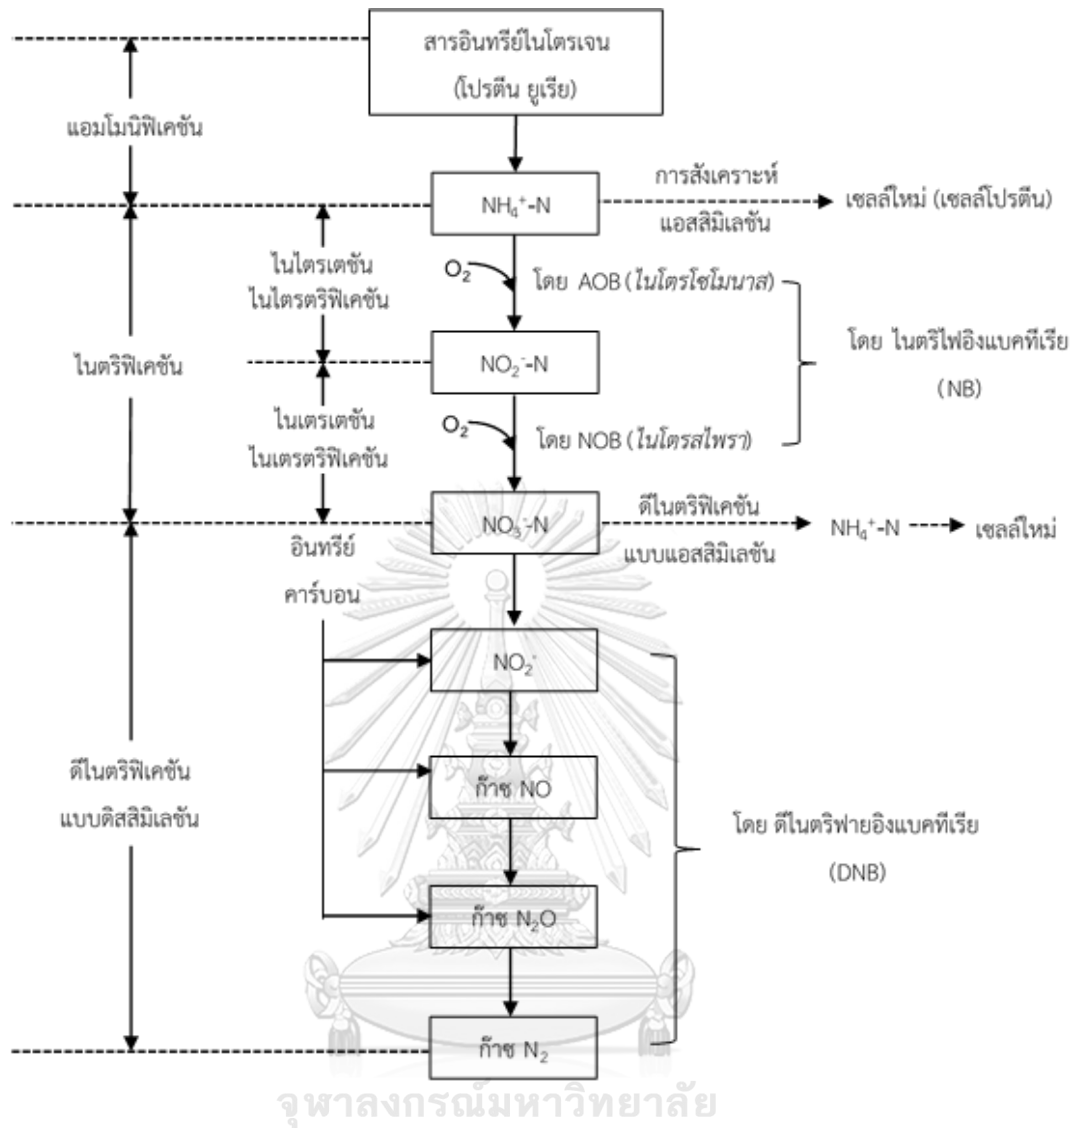 สารอินทรีย์ไนโตรเจน
(โปรตีน ยูเรีย)
แอมโมนิฟิเคชัน
NH₄⁺-N
การสังเคราะห์
แอสสิมิเลชัน
เซลล์ใหม่ (เซลล์โปรตีน)
ไนไตรเตชัน
ไนไตรตริฟิเคชัน
O₂
โดย AOB (ไนโตรโซโมนาส)
ไนตริฟิเคชัน
NO₂⁻-N
โดย ไนตริไฟอิงแบคทีเรีย
(NB)
ไนเตรเตชัน
ไนเตรตริฟิเคชัน
O₂
โดย NOB (ไนโตรสไพรา)
NO₃⁻-N
ดีไนตริฟิเคชัน
แบบแอสสิมิเลชัน
NH₄⁺-N
เซลล์ใหม่
อินทรีย์
คาร์บอน
NO₂⁻
ดีไนตริฟิเคชัน
แบบดิสสิมิเลชัน
ก๊าซ NO
โดย ดีไนตริฟายอิงแบคทีเรีย
(DNB)
ก๊าซ N₂O
ก๊าซ N₂
จุฬาลงกรณ์มหาวิทยาลัย